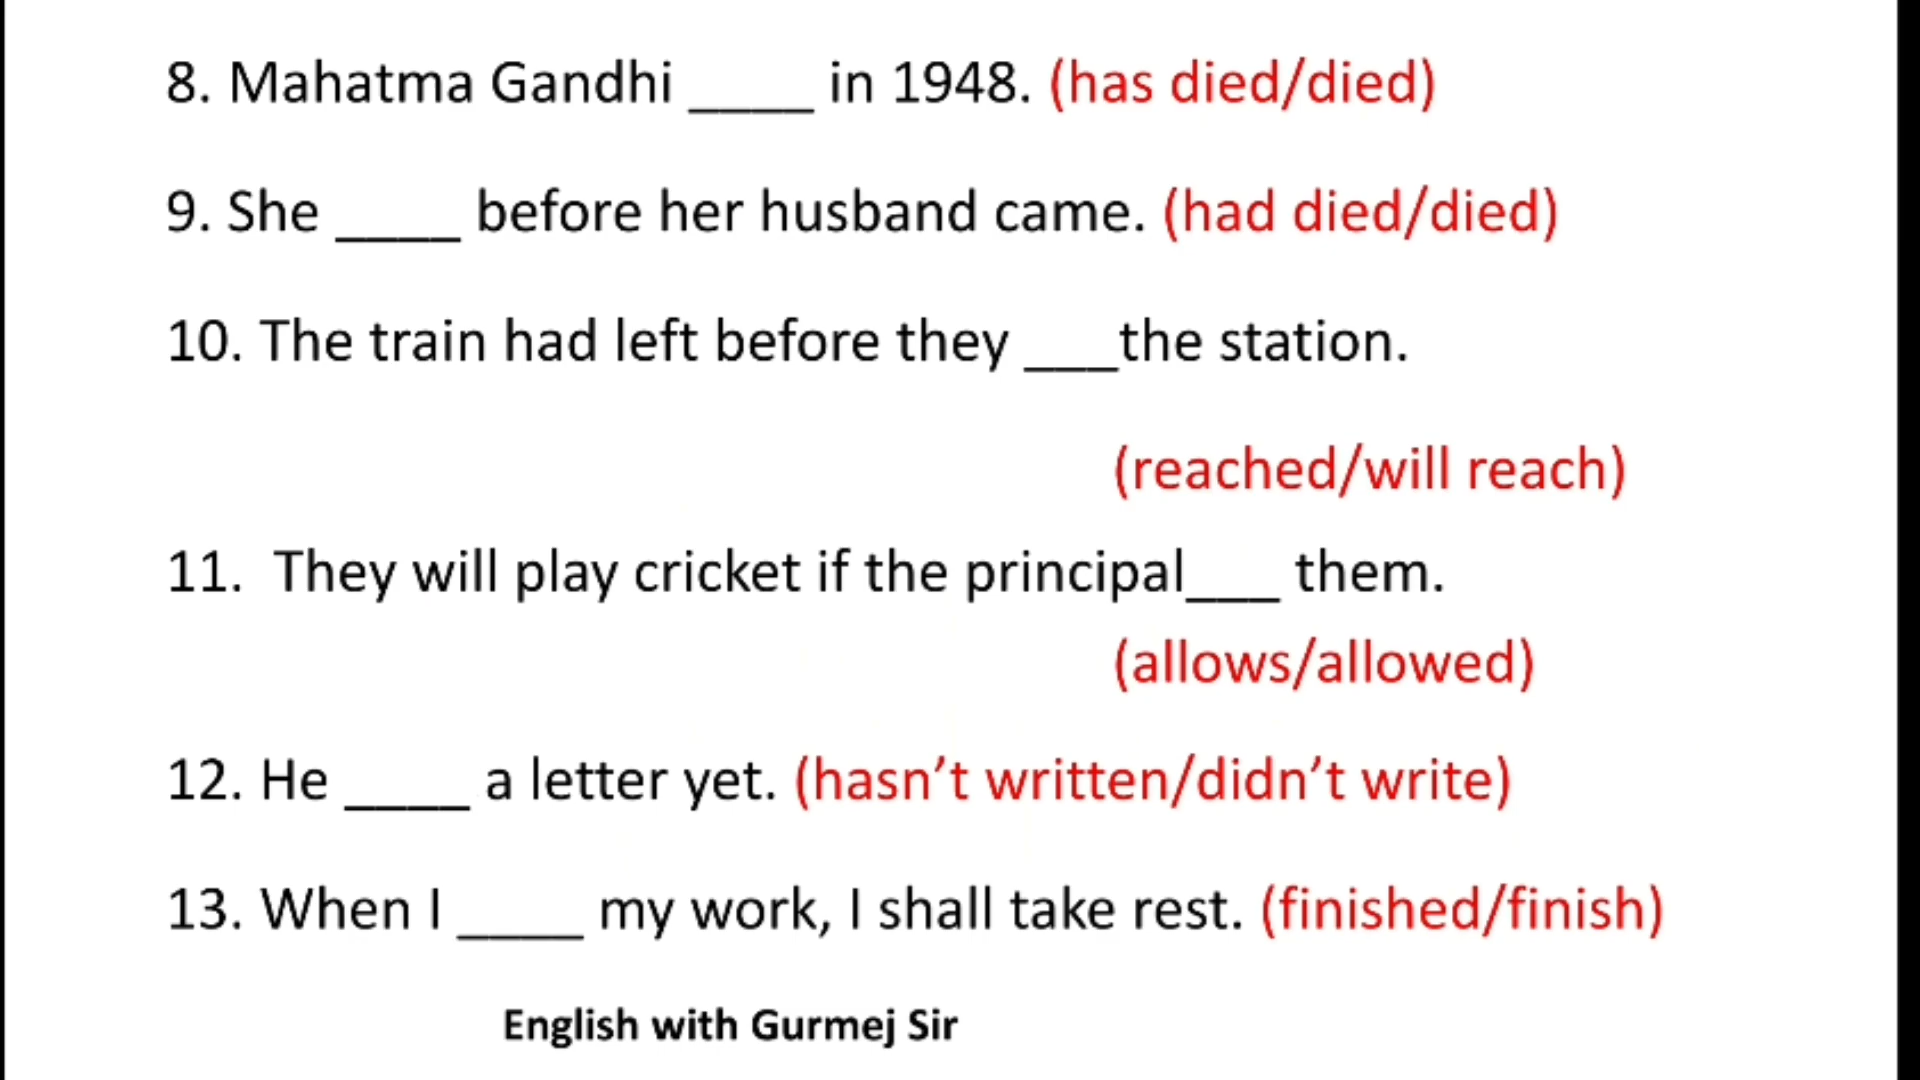 8. Mahatma Gandhi ____ in 1948. (has died/died)
9. She ____ before her husband came. (had died/died)
10. The train had left before they ___the station.
(reached/will reach)
11.  They will play cricket if the principal___ them.
(allows/allowed)
12. He ____ a letter yet. (hasn’t written/didn’t write)
13. When I ____ my work, I shall take rest. (finished/finish)
English with Gurmej Sir